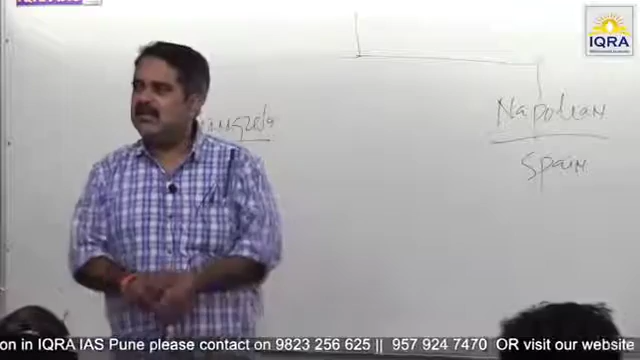 IQRA
Napolian
Spain
on in IQRA IAS Pune, please contact on 9823 256 625 || 957 924 7470 OR visit our website